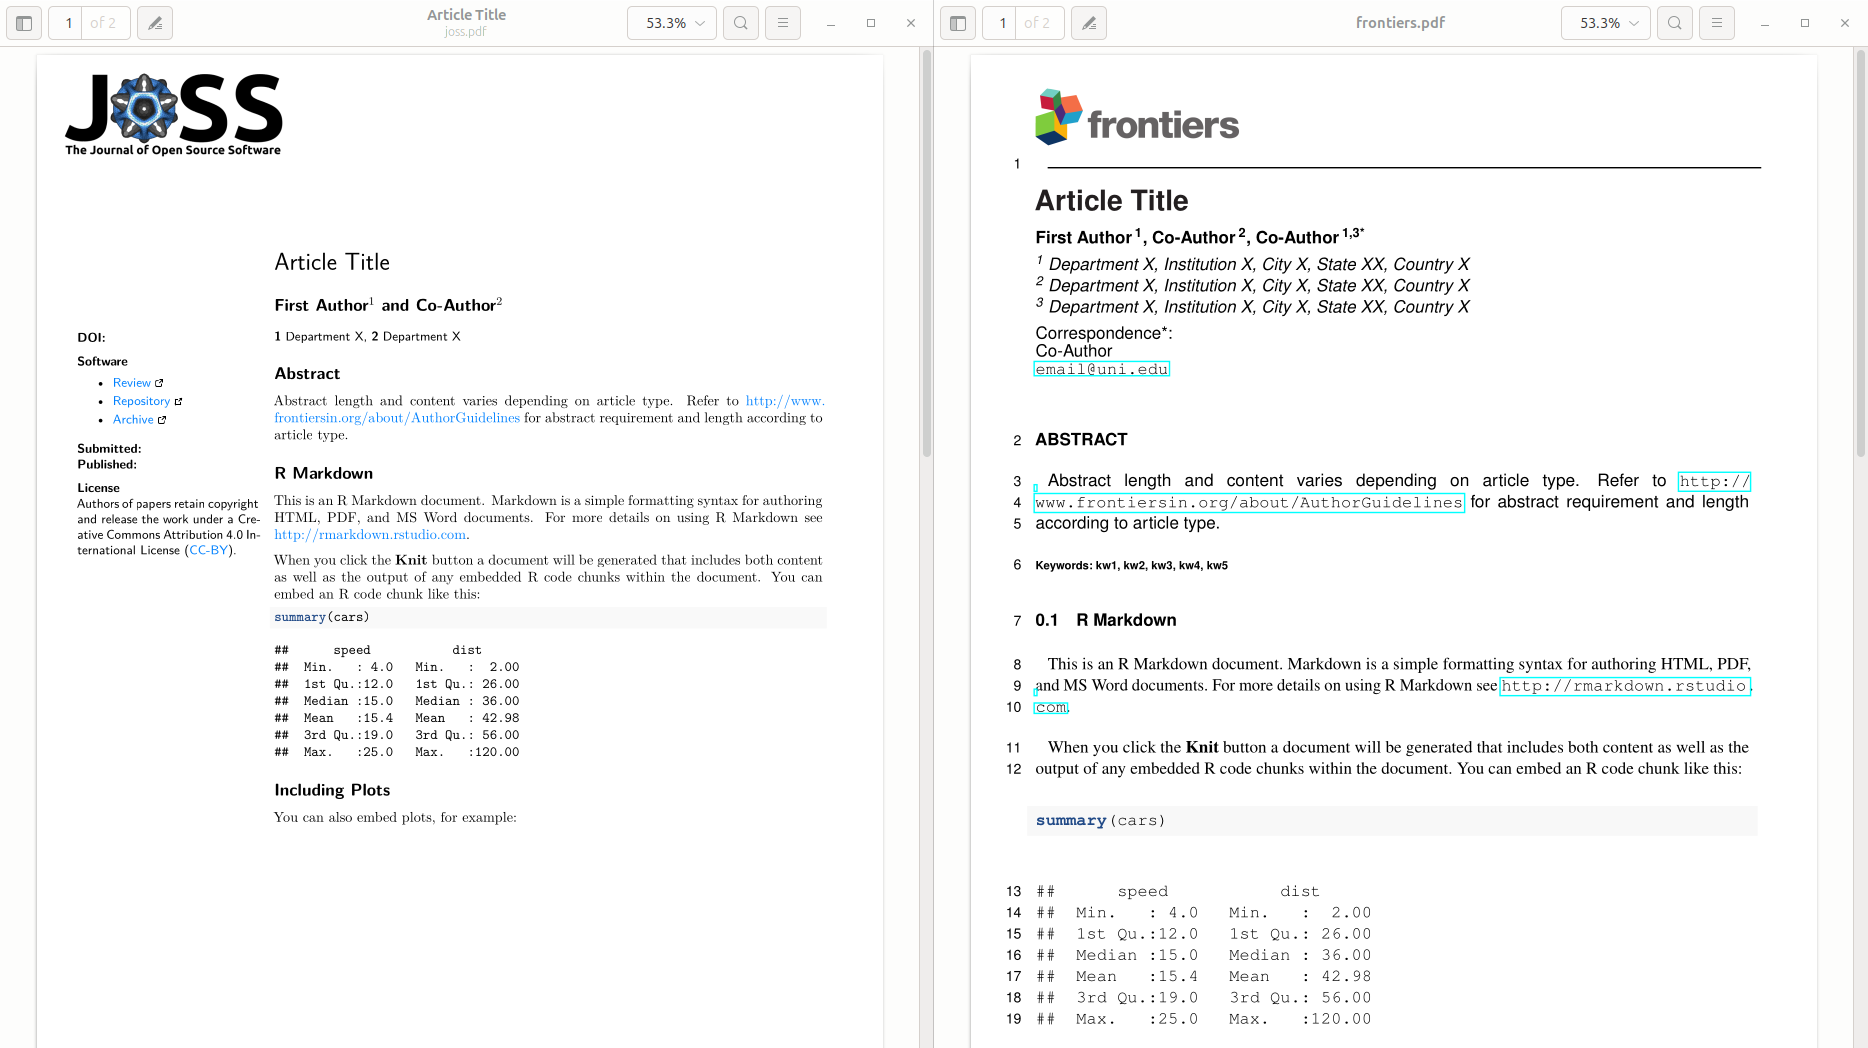 1 of 2
Article Title
joss.pdf
53.3%
JOSS
The Journal of Open Source Software
Article Title
First Author1 and Co-Author2
1 Department X, 2 Department X
DOI:
Software
• Review
• Repository
• Archive
Submitted:
Published:
License
Authors of papers retain copyright
and release the work under a Cre-
ative Commons Attribution 4.0 In-
ternational License (CC-BY).
Abstract
Abstract length and content varies depending on article type. Refer to http://www.
frontiersin.org/about/AuthorGuidelines for abstract requirement and length according to
article type.
R Markdown
This is an R Markdown document. Markdown is a simple formatting syntax for authoring
HTML, PDF, and MS Word documents. For more details on using R Markdown see
http://rmarkdown.rstudio.com.
When you click the Knit button a document will be generated that includes both content
as well as the output of any embedded R code chunks within the document. You can
embed an R code chunk like this:
summary(cars)
## speed dist
## Min. : 4.0 Min. : 2.00
## 1st Qu.:12.0 1st Qu.: 26.00
## Median :15.0 Median : 36.00
## Mean :15.4 Mean : 42.98
## 3rd Qu.:19.0 3rd Qu.: 56.00
## Max. :25.0 Max. :120.00
Including Plots
You can also embed plots, for example:
1 of 2
frontiers.pdf
53.3%
frontiers
1
Article Title
First Author 1, Co-Author 2, Co-Author 1,3*
1 Department X, Institution X, City X, State XX, Country X
2 Department X, Institution X, City X, State XX, Country X
3 Department X, Institution X, City X, State XX, Country X
Correspondence*:
Co-Author
email@uni.edu
2 ABSTRACT
3 Abstract length and content varies depending on article type. Refer to http://
4 www.frontiersin.org/about/AuthorGuidelines for abstract requirement and length
5 according to article type.
6 Keywords: kw1, kw2, kw3, kw4, kw5
7 0.1 R Markdown
8 This is an R Markdown document. Markdown is a simple formatting syntax for authoring HTML, PDF,
9 and MS Word documents. For more details on using R Markdown see http://rmarkdown.rstudio.
10 com.
11 When you click the Knit button a document will be generated that includes both content as well as the
12 output of any embedded R code chunks within the document. You can embed an R code chunk like this:
summary(cars)
13 ## speed dist
14 ## Min. : 4.0 Min. : 2.00
15 ## 1st Qu.:12.0 1st Qu.: 26.00
16 ## Median :15.0 Median : 36.00
17 ## Mean :15.4 Mean : 42.98
18 ## 3rd Qu.:19.0 3rd Qu.: 56.00
19 ## Max. :25.0 Max. :120.00